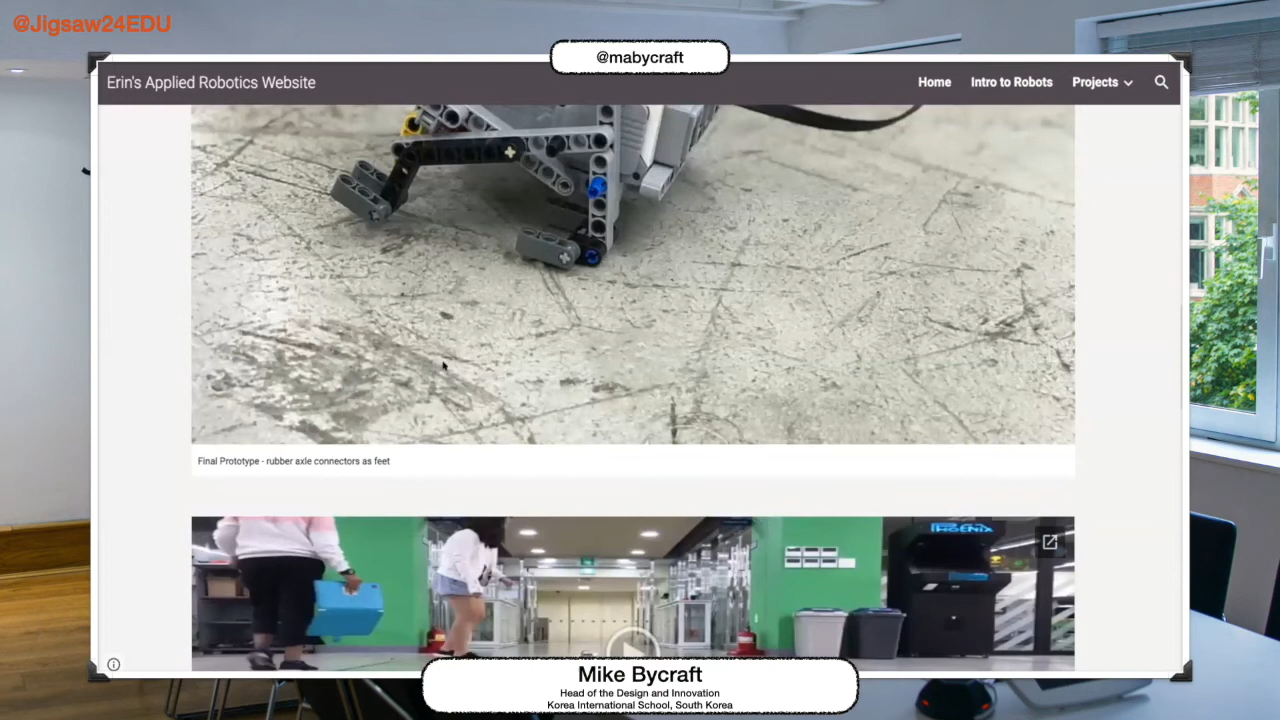 @Jigsaw24EDU
@mabycraft
Erin's Applied Robotics Website
Home
Intro to Robots
Projects
Final Prototype - rubber axle connectors as feet
PHOENIX
Mike Bycraft
Head of the Design and Innovation
Korea International School, South Korea